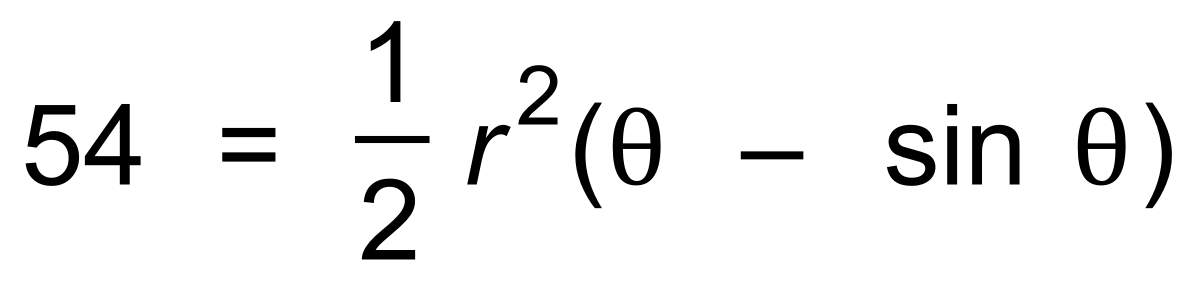 54 = 1/2 r²(θ – sin θ)